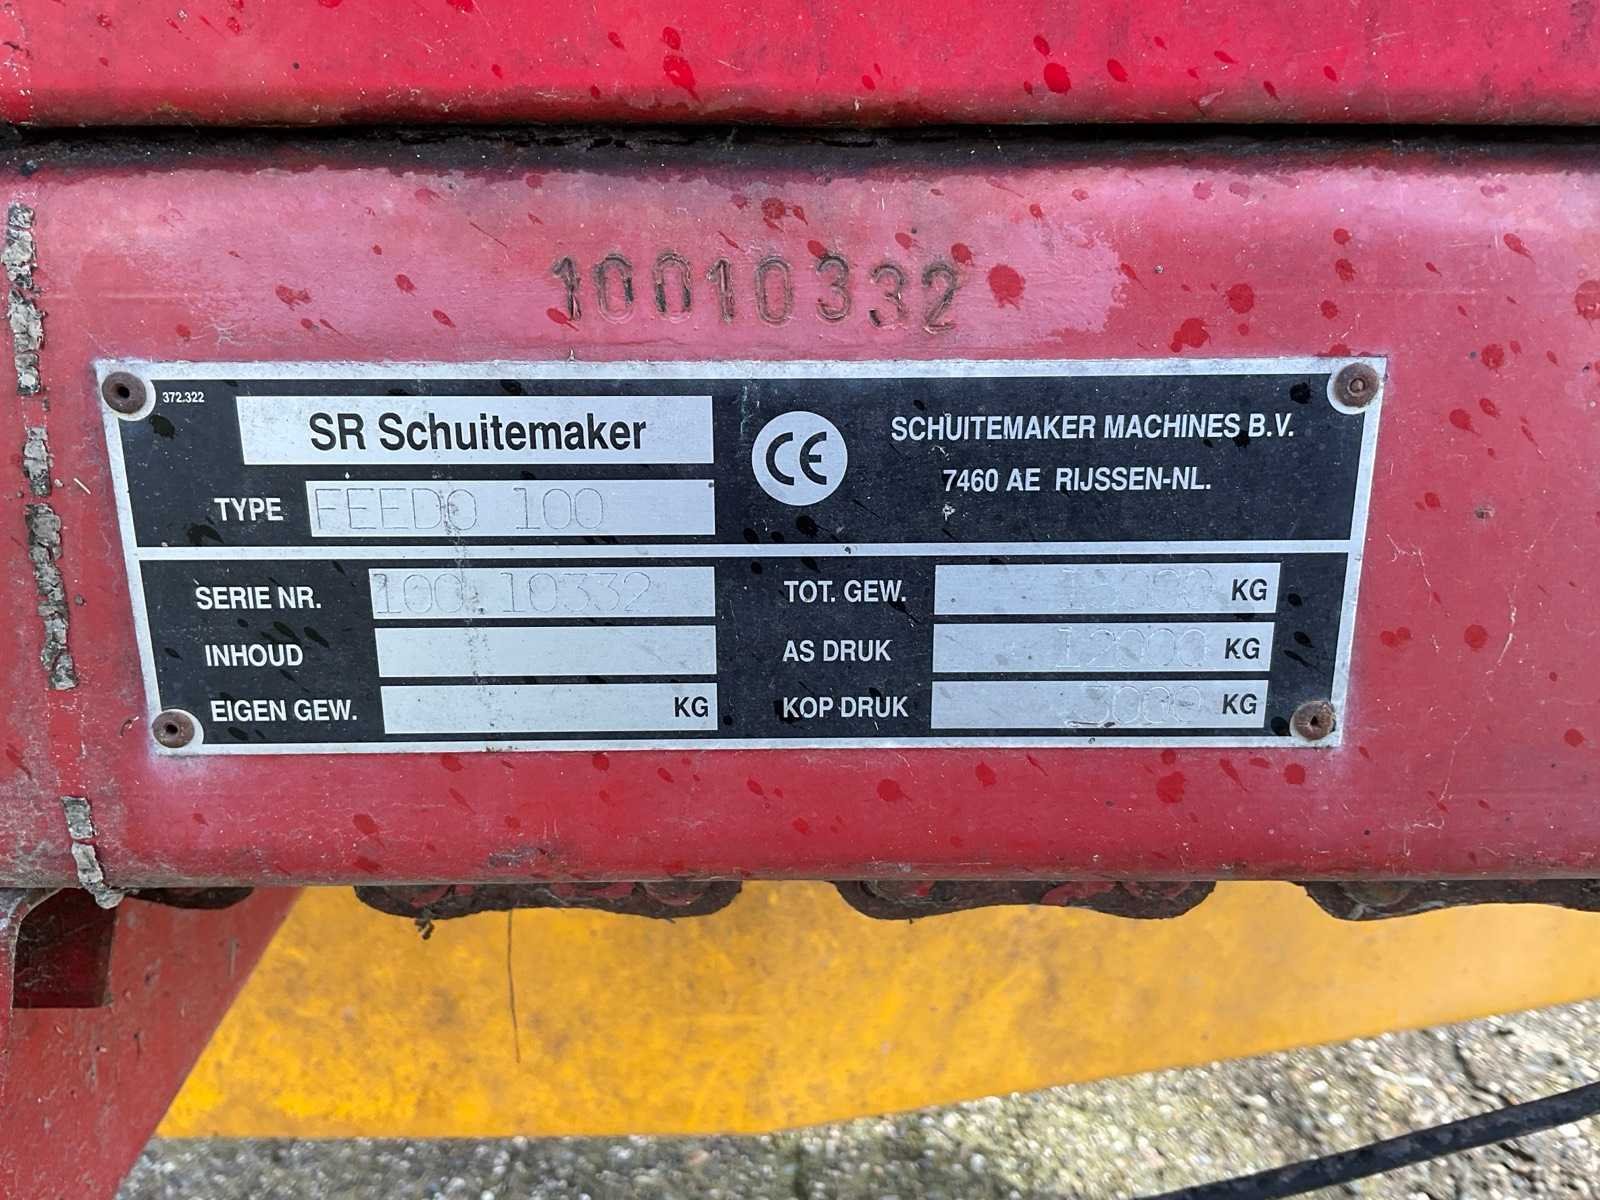 10010332
372.322
SR Schuitemaker
TYPE FEEDO 100
CE
SCHUITEMAKER MACHINES B.V.
7460 AE RIJSSEN-NL.
SERIE NR. 100 10332
INHOUD
EIGEN GEW. KG
TOT. GEW. KG
AS DRUK 12000 KG
KOP DRUK 3000 KG